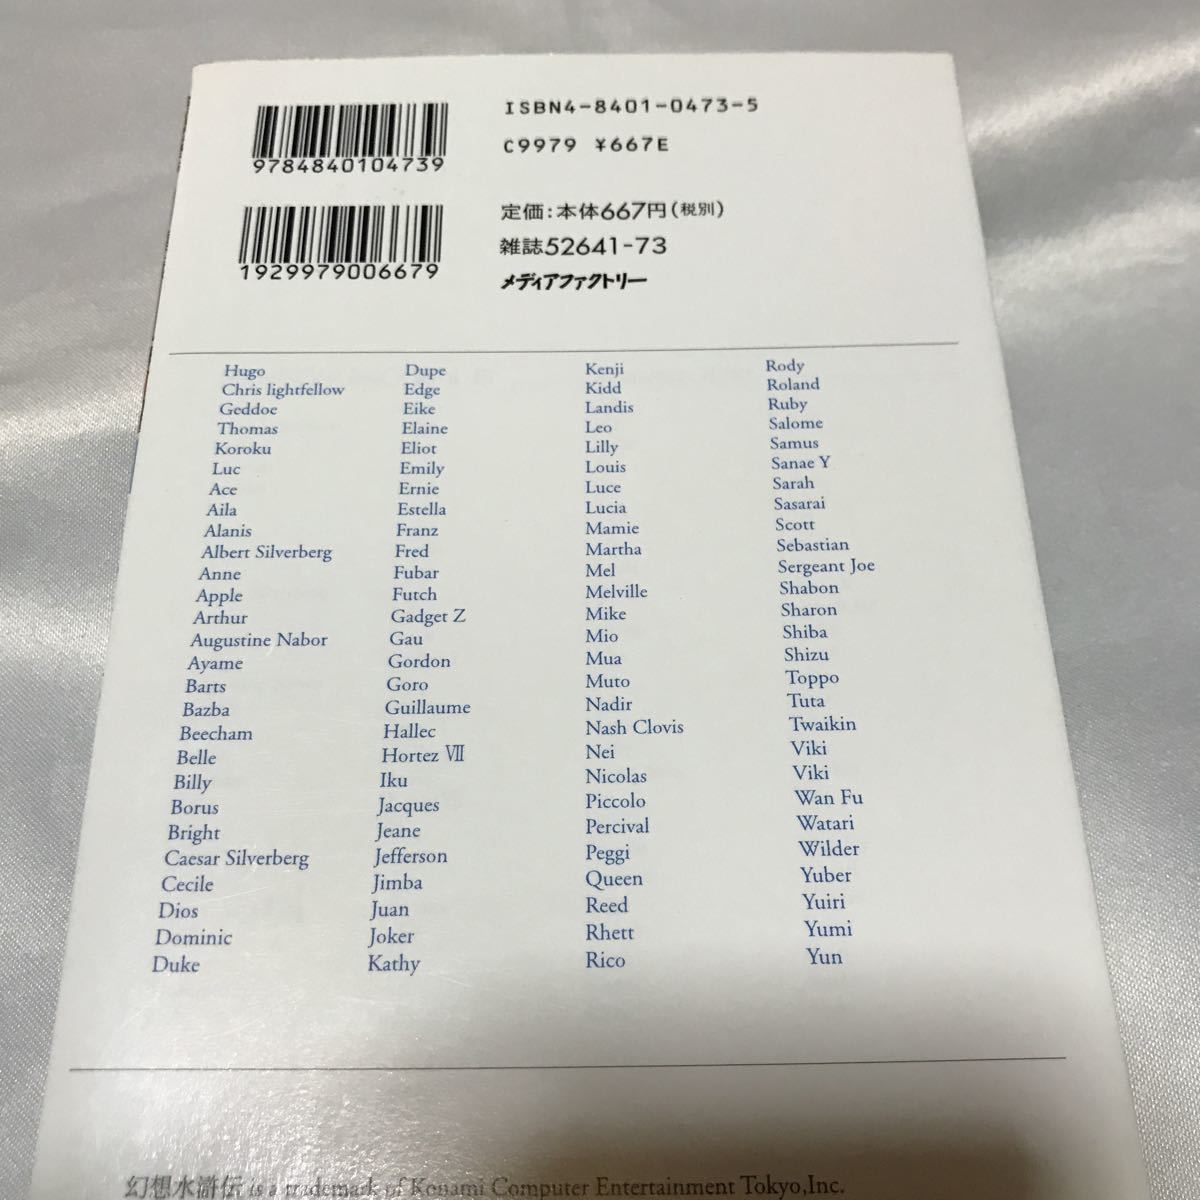 ISBN4-8401-0473-5
9784840104739
C9979 ¥667E
定価：本体667円(税別)
1929979006679
雑誌52641-73
メディアファクトリー
Hugo
Chris lightfellow
Geddoe
Thomas
Koroku
Luc
Ace
Aila
Alanis
Albert Silverberg
Anne
Apple
Arthur
Augustine Nabor
Ayame
Barts
Bazba
Beecham
Belle
Billy
Borus
Bright
Caesar Silverberg
Cecile
Dios
Dominic
Duke
Dupe
Edge
Eike
Elaine
Eliot
Emily
Ernie
Estella
Franz
Fred
Fubar
Futch
Gadget Z
Gau
Gordon
Goro
Guillaume
Hallec
Hortez Ⅶ
Iku
Jacques
Jeane
Jefferson
Jimba
Juan
Joker
Kathy
Kenji
Kidd
Landis
Leo
Lilly
Louis
Luce
Lucia
Mamie
Martha
Mel
Melville
Mike
Mio
Mua
Muto
Nadir
Nash Clovis
Nei
Nicolas
Piccolo
Percival
Peggi
Queen
Reed
Rhett
Rico
Rody
Roland
Ruby
Salome
Samus
Sanae Y
Sarah
Sasarai
Scott
Sebastian
Sergeant Joe
Shabon
Sharon
Shiba
Shizu
Toppo
Tuta
Twaikin
Viki
Viki
Wan Fu
Watari
Wilder
Yuber
Yuiri
Yumi
Yun
幻想水滸伝 is a trademark of Konami Computer Entertainment Tokyo,Inc.